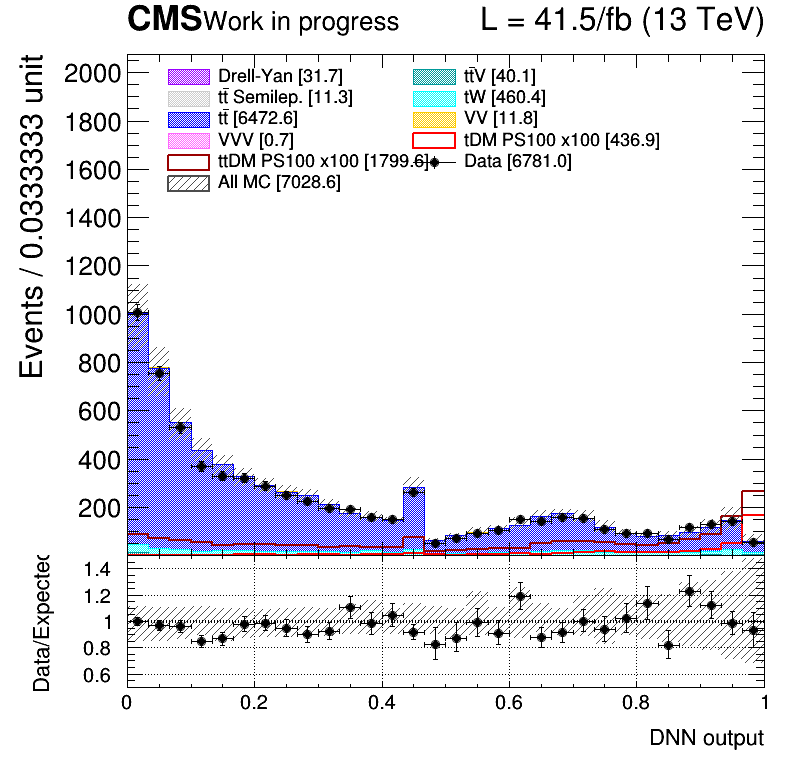 CMS Work in progress L = 41.5/fb (13 TeV)
Drell-Yan [31.7] tt̄V [40.1]
tt̄ Semilep. [11.3] tW [460.4]
tt̄ [6472.6] VV [11.8]
VVV [0.7] tDM PS100 x100 [436.9]
ttDM PS100 x100 [1799.6] Data [6781.0]
All MC [7028.6]
Events / 0.0333333 unit
2000
1800
1600
1400
1200
1000
800
600
400
200
Data/Expected
1.4
1.2
1
0.8
0.6
0 0.2 0.4 0.6 0.8 1
DNN output